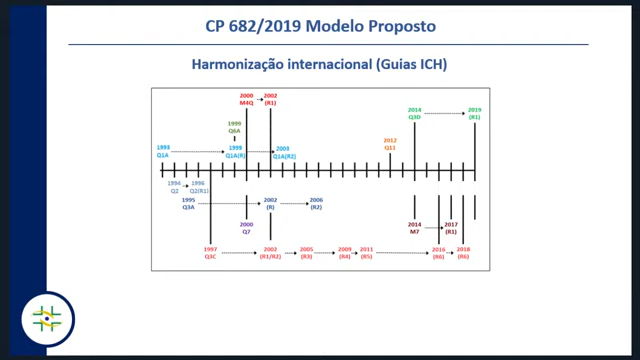 CP 682/2019 Modelo Proposto
Harmonização internacional (Guias ICH)
2000 2002
M4Q (R1)
2014 2019
Q3D (R1)
1999
Q6A
2012
Q11
1993 1999 2003
Q1A Q1A(R) Q1A(R2)
1994 1996
Q2 Q2(R1)
1995 2002 2006
Q3A (R) (R2)
2000
Q7
2014 2017
M7 (R1)
1997 2002 2005 2009 2011 2016 2018
Q3C (R1/R2) (R3) (R4) (R5) (R6) (R6)